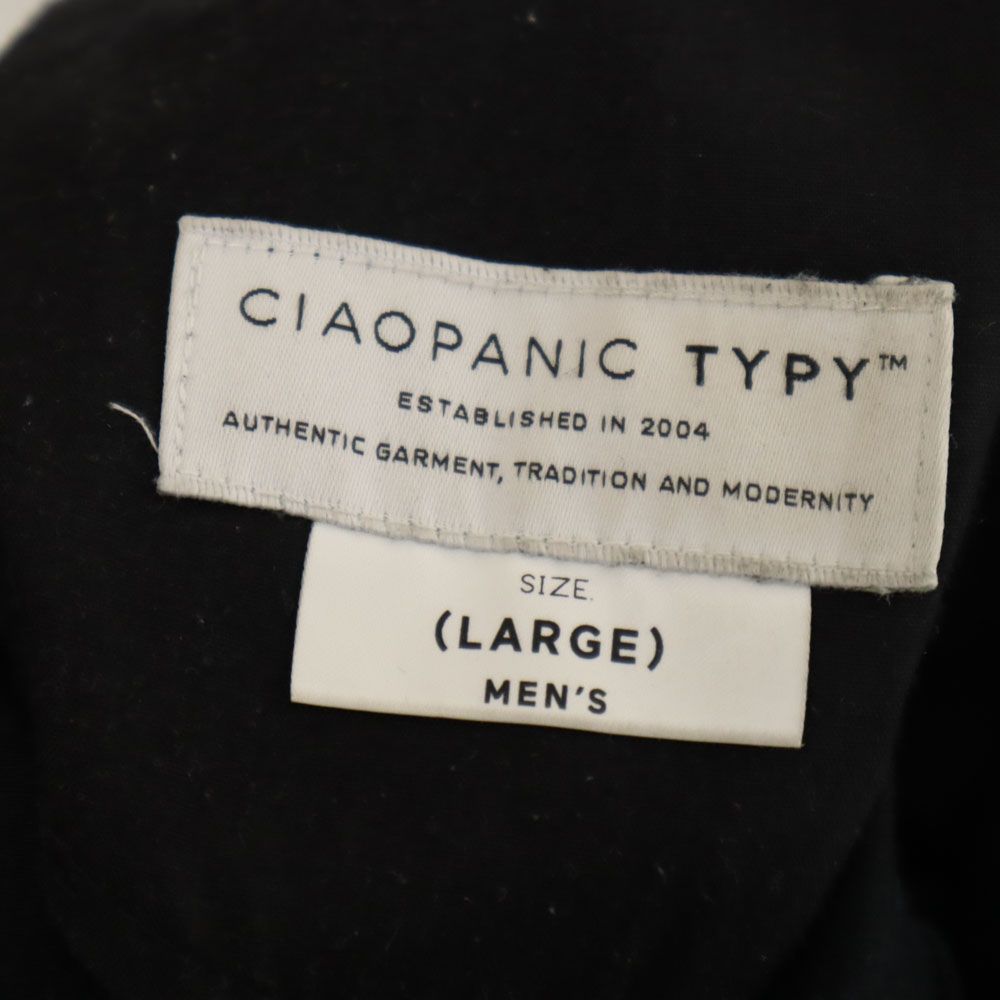 CIAOPANIC TYPY™
ESTABLISHED IN 2004
AUTHENTIC GARMENT, TRADITION AND MODERNITY
SIZE.
(LARGE)
MEN'S